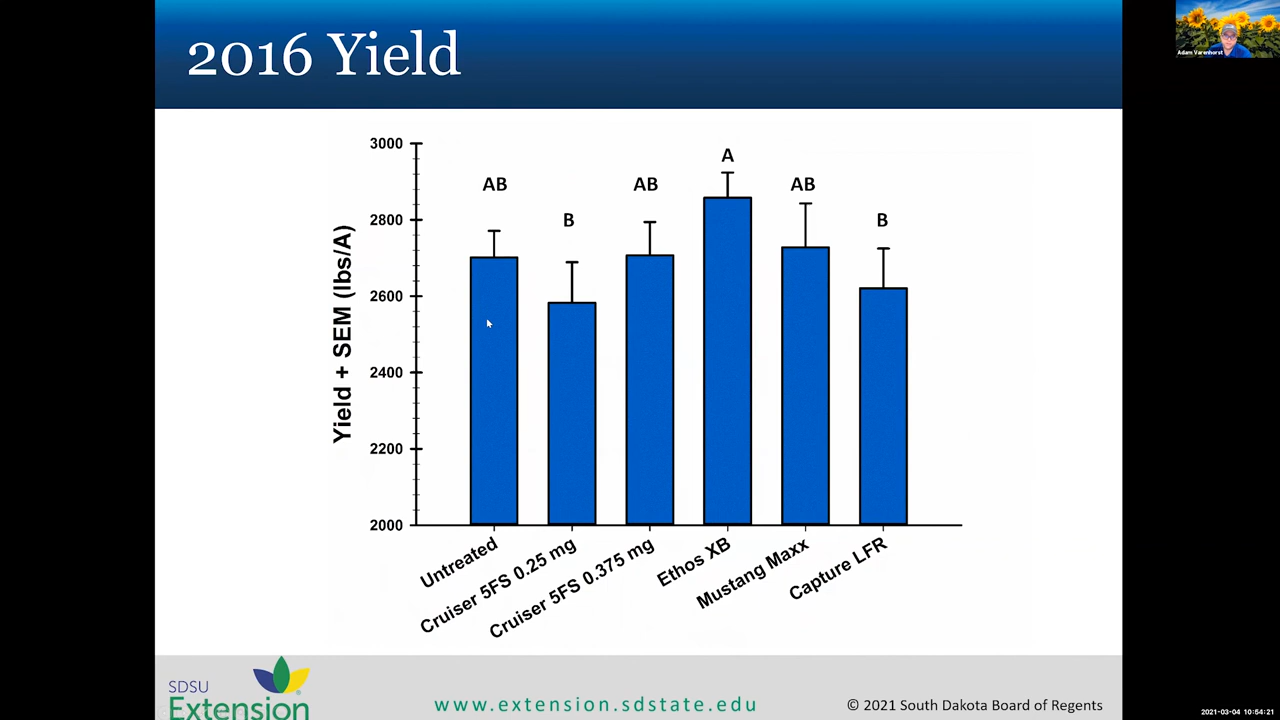 2016 Yield
Adam Varenhorst
3000
2800
2600
2400
2200
2000
Yield + SEM (lbs/A)
AB
B
AB
A
AB
B
Untreated
Cruiser 5FS 0.25 mg
Cruiser 5FS 0.375 mg
Ethos XB
Mustang Maxx
Capture LFR
SDSU
Extension
www.extension.sdstate.edu
© 2021 South Dakota Board of Regents
2021-03-04 10:54:21